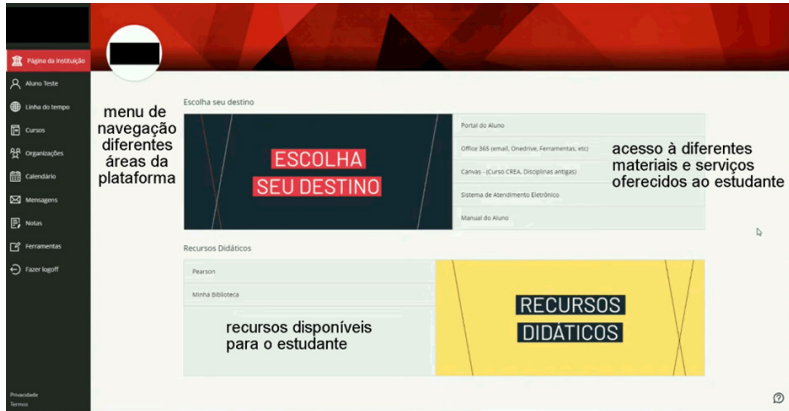 Página da Instituição
Aluno Teste
Linha do tempo
Cursos
Organizações
Calendário
Mensagens
Notas
Ferramentas
Fazer logoff
Privacidade
Termos
menu de
navegação
diferentes
áreas da
plataforma
Escolha seu destino
ESCOLHA
SEU DESTINO
Portal do Aluno
Office 365 (email, Onedrive, Ferramentas, etc)
Canvas - (Curso CREA, Disciplinas antigas)
Sistema de Atendimento Eletrônico
Manual do Aluno
acesso à diferentes
materiais e serviços
oferecidos ao estudante
Recursos Didáticos
Pearson
Minha Biblioteca
recursos disponíveis
para o estudante
RECURSOS
DIDÁTICOS